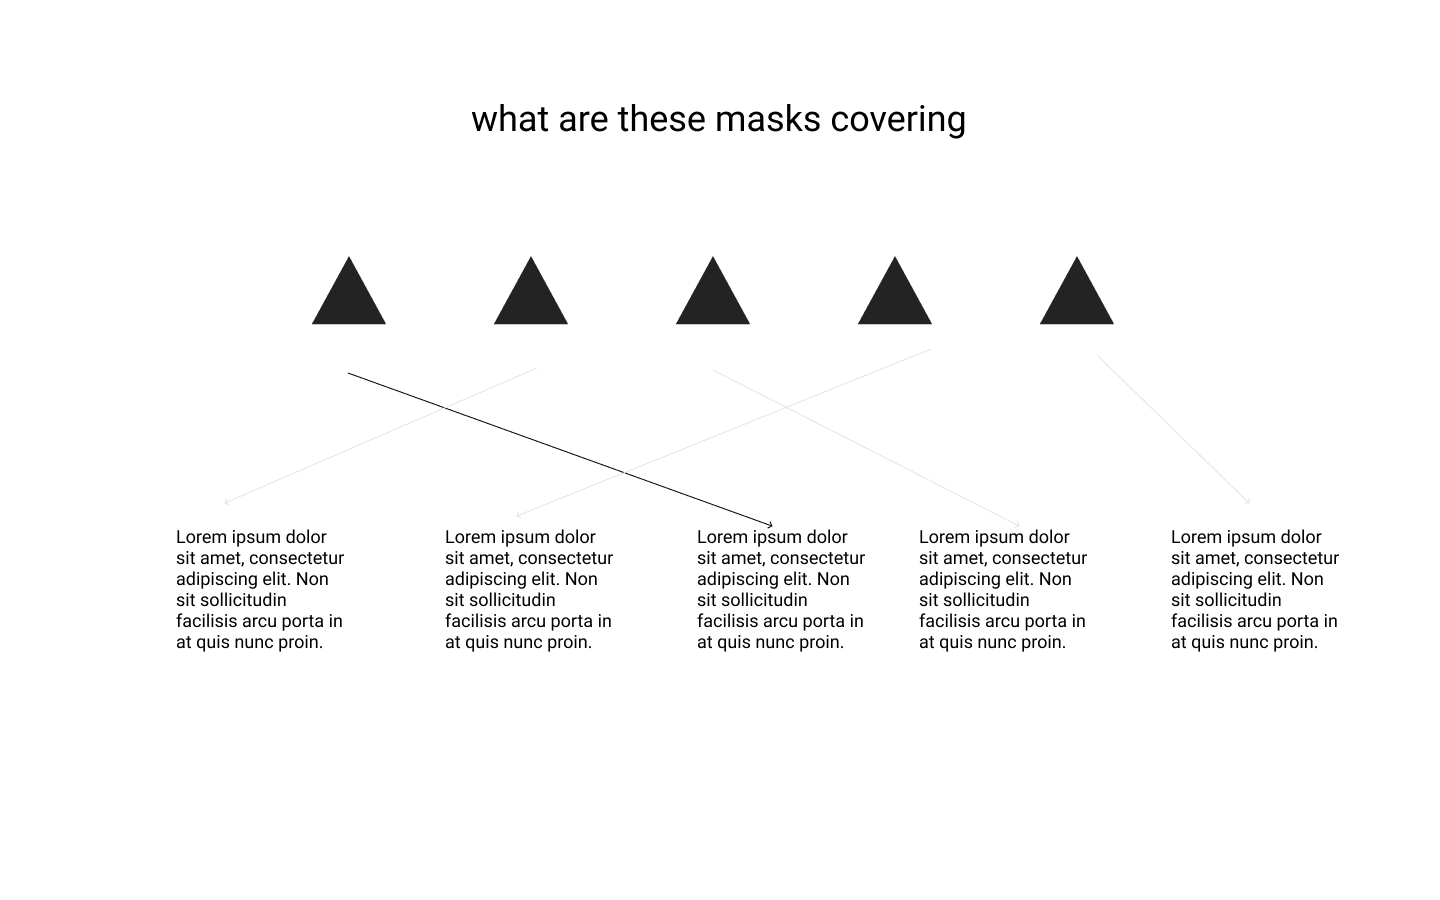 what are these masks covering
Lorem ipsum dolor
sit amet, consectetur
adipiscing elit. Non
sit sollicitudin
facilisis arcu porta in
at quis nunc proin.
Lorem ipsum dolor
sit amet, consectetur
adipiscing elit. Non
sit sollicitudin
facilisis arcu porta in
at quis nunc proin.
Lorem ipsum dolor
sit amet, consectetur
adipiscing elit. Non
sit sollicitudin
facilisis arcu porta in
at quis nunc proin.
Lorem ipsum dolor
sit amet, consectetur
adipiscing elit. Non
sit sollicitudin
facilisis arcu porta in
at quis nunc proin.
Lorem ipsum dolor
sit amet, consectetur
adipiscing elit. Non
sit sollicitudin
facilisis arcu porta in
at quis nunc proin.